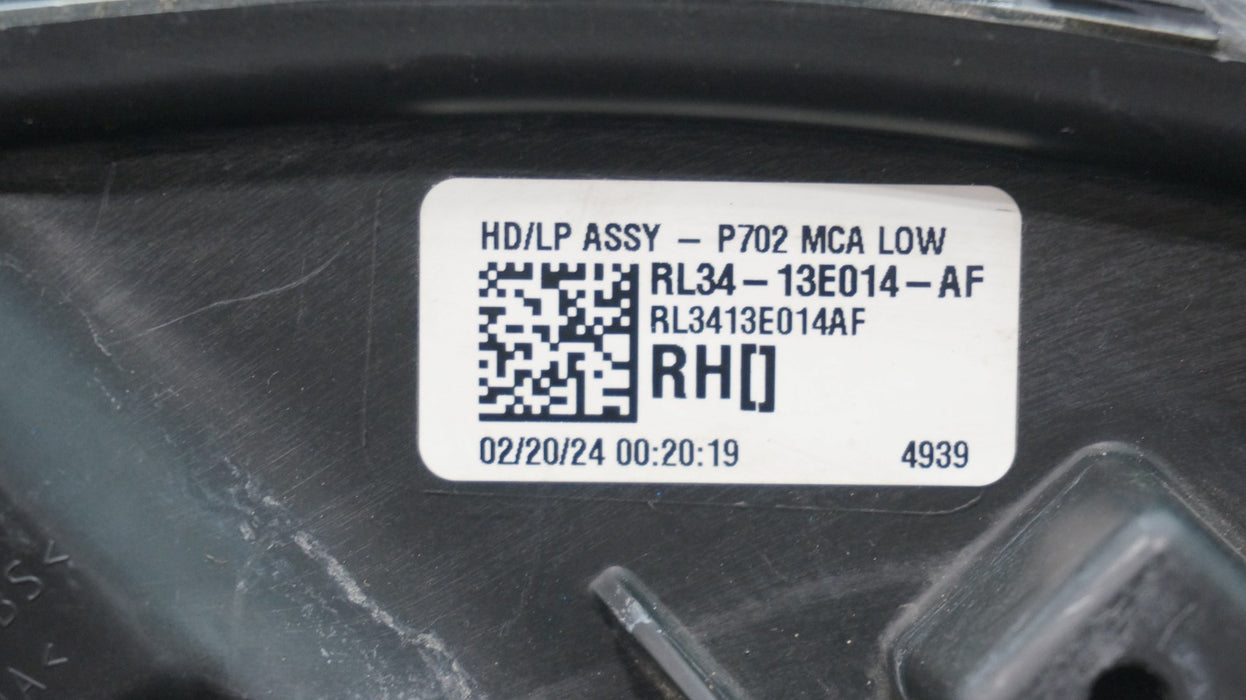 HD/LP ASSY – P702 MCA LOW
RL34–13E014–AF
RL3413E014AF
RH[]
02/20/24 00:20:19 4939